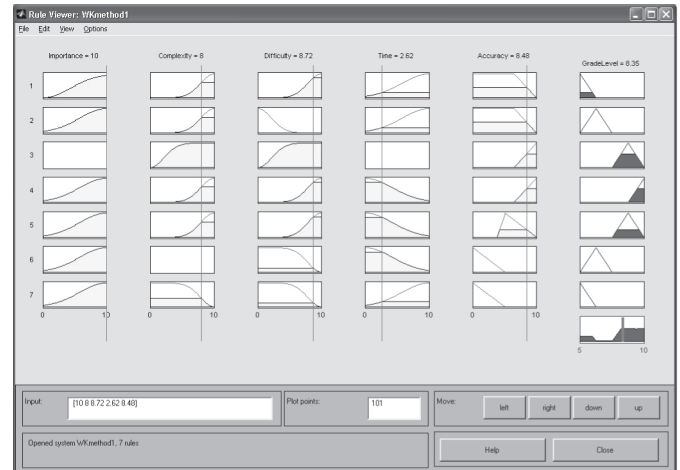 Rule Viewer: WKmethod1
File Edit View Options
Importance = 10 Complexity = 8 Difficulty = 8.72 Time = 2.62 Accuracy = 8.48 GradeLevel = 8.35
1
2
3
4
5
6
7
0 10 0 10 0 10 0 10 0 10
5 10
Input: [10 8 8.72 2.62 8.48] Plot points: 101 Move: left right down up
Opened system WKmethod1, 7 rules Help Close